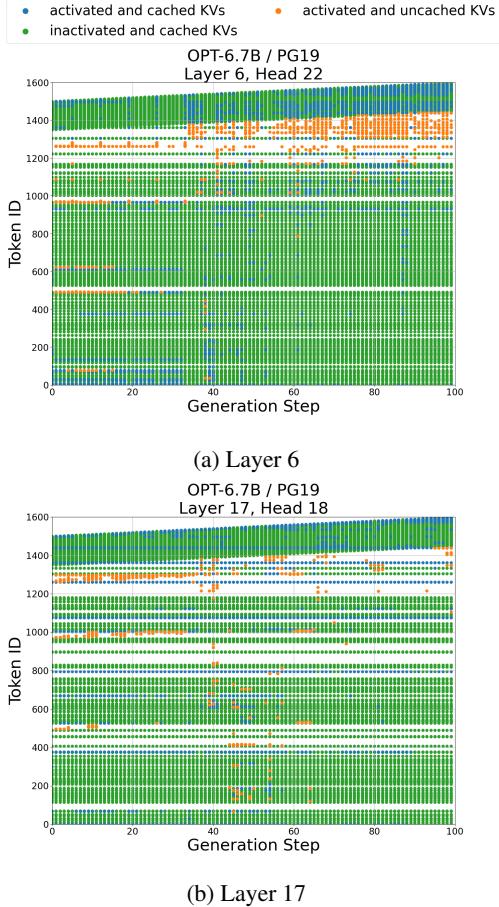 activated and cached KVs
activated and uncached KVs
inactivated and cached KVs
OPT-6.7B / PG19
Layer 6, Head 22
1600
1400
1200
1000
800
600
400
200
0
Token ID
0 20 40 60 80 100
Generation Step
(a) Layer 6
OPT-6.7B / PG19
Layer 17, Head 18
1600
1400
1200
1000
800
600
400
200
0
Token ID
0 20 40 60 80 100
Generation Step
(b) Layer 17